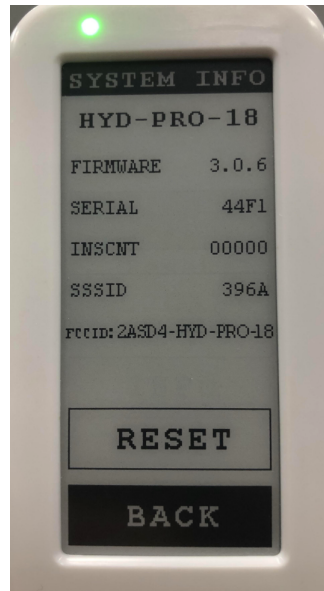 SYSTEM INFO
HYD-PRO-18
FIRMWARE 3.0.6
SERIAL 44F1
INSCNT 00000
SSSID 396A
FCCID: 2ASD4-HYD-PRO-18
RESET
BACK